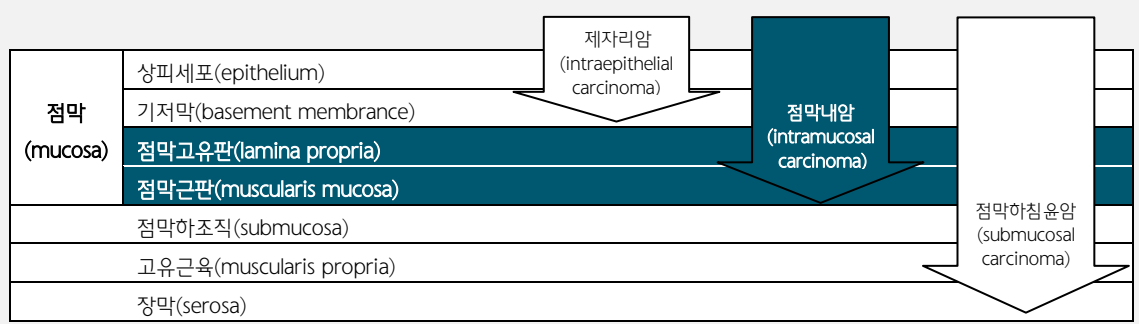 제자리암
(intraepithelial
carcinoma)
상피세포(epithelium)
기저막(basement membrance)
점막
(mucosa)
점막고유판(lamina propria)
점막근판(muscularis mucosa)
점막내암
(intramucosal
carcinoma)
점막하조직(submucosa)
고유근육(muscularis propria)
장막(serosa)
점막하침윤암
(submucosal
carcinoma)